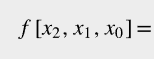 f [x₂, x₁, x₀] =